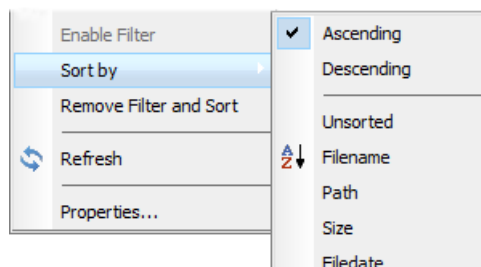 Enable Filter
Sort by
Remove Filter and Sort
Refresh
Properties...
Ascending
Descending
Unsorted
A
Z
Filename
Path
Size
Filedate